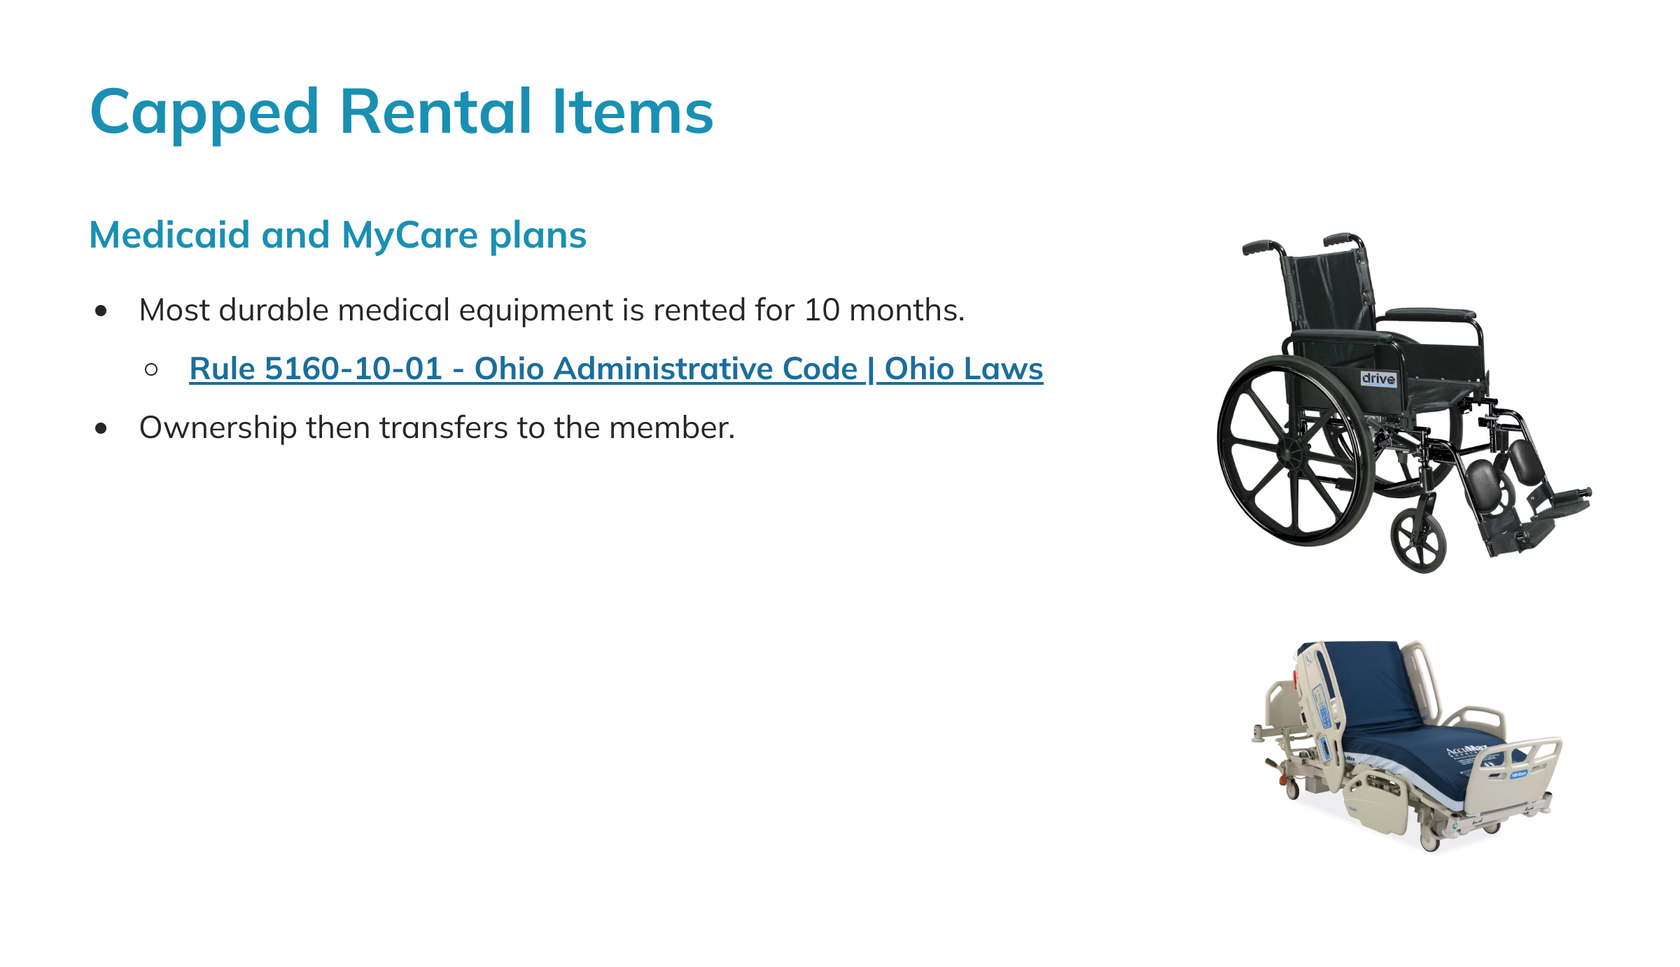 Capped Rental Items
Medicaid and MyCare plans
Most durable medical equipment is rented for 10 months.
Rule 5160-10-01 - Ohio Administrative Code | Ohio Laws
Ownership then transfers to the member.
drive
AccuMax